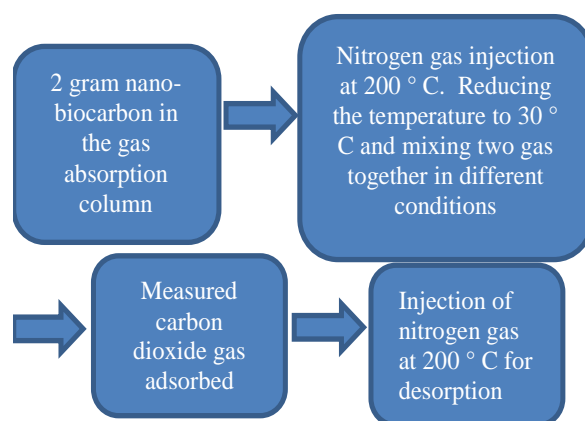 2 gram nano-
biocarbon in
the gas
absorption
column
Nitrogen gas injection
at 200 ° C.  Reducing
the temperature to 30 °
C and mixing two gas
together in different
conditions
Measured
carbon
dioxide gas
adsorbed
Injection of
nitrogen gas
at 200 ° C for
desorption